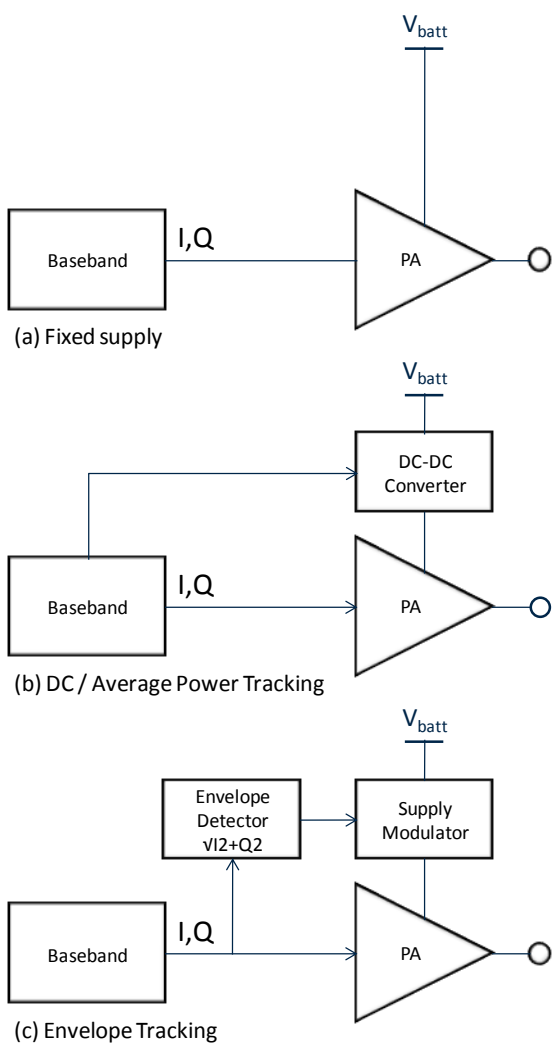 Vbatt
I,Q
Baseband
PA
(a) Fixed supply
Vbatt
DC-DC
Converter
I,Q
Baseband
PA
(b) DC / Average Power Tracking
Vbatt
Envelope
Detector
√I2+Q2
Supply
Modulator
I,Q
Baseband
PA
(c) Envelope Tracking